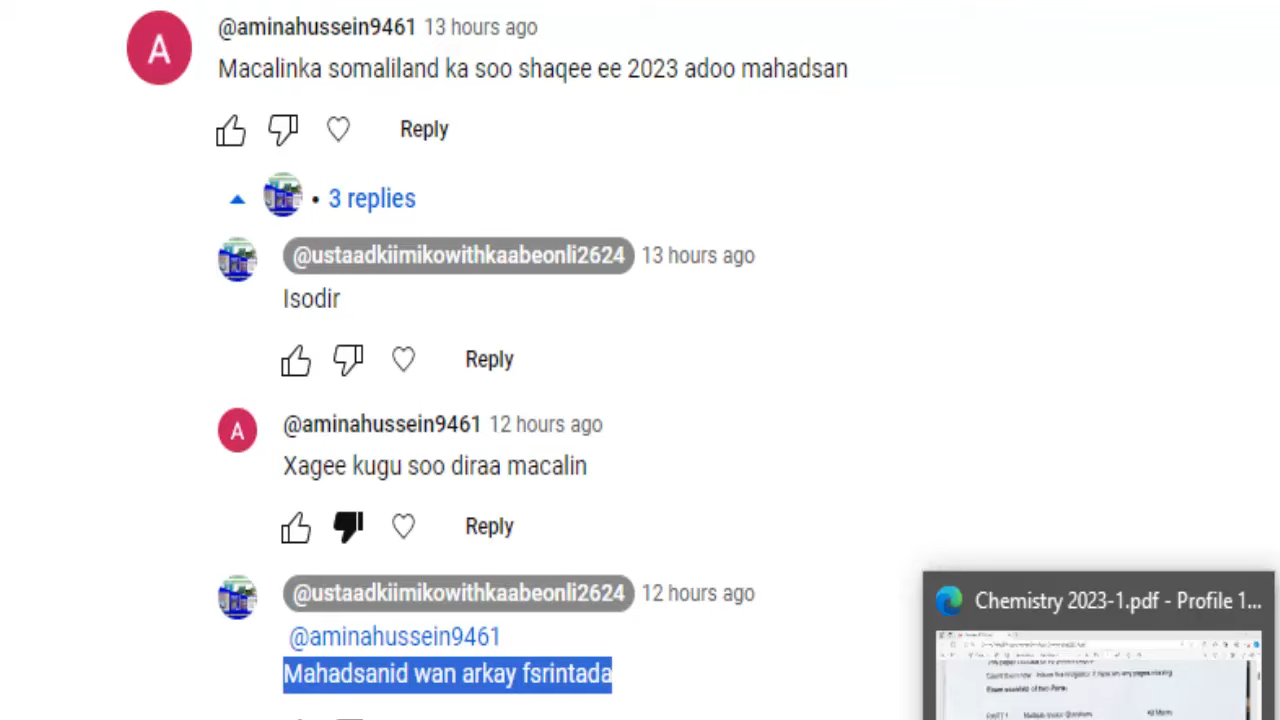 @aminahussein9461 13 hours ago
Macalinka somaliland ka soo shaqee ee 2023 adoo mahadsan
Reply
3 replies
@ustaadkiimikowithkaabeonli2624 13 hours ago
Isodir
Reply
@aminahussein9461 12 hours ago
Xagee kugu soo diraa macalin
Reply
@ustaadkiimikowithkaabeonli2624 12 hours ago
@aminahussein9461
Mahadsanid wan arkay fsrintada
Chemistry 2023-1.pdf - Profile 1...